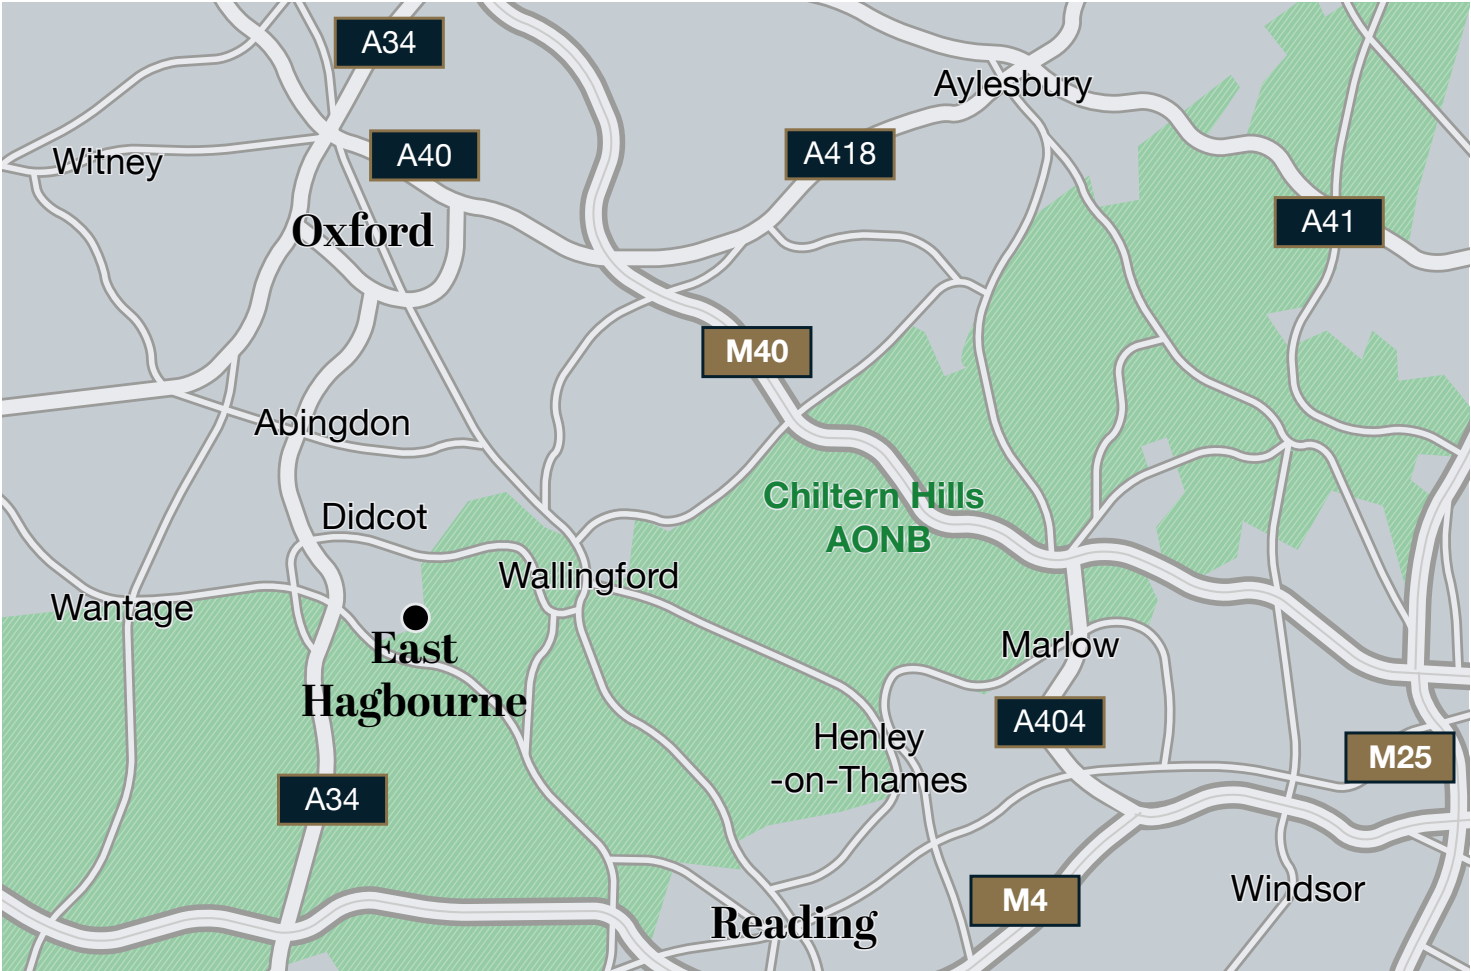 A34
Aylesbury
A40
A418
Witney
A41
Oxford
M40
Abingdon
Chiltern Hills
AONB
Didcot
Wallingford
Wantage
East
Hagbourne
Marlow
A404
Henley
-on-Thames
M25
A34
Windsor
M4
Reading